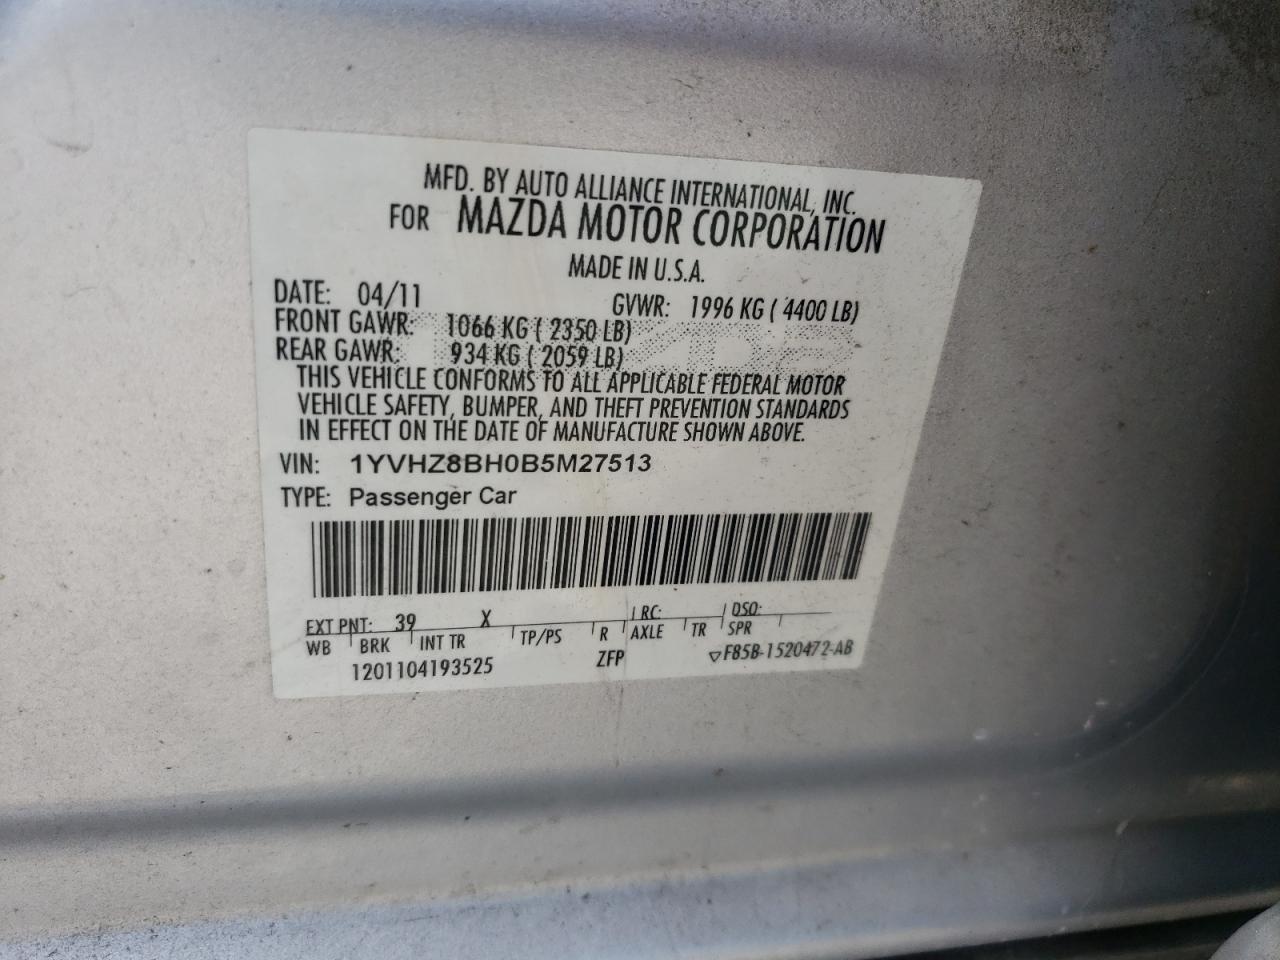 MFD. BY AUTO ALLIANCE INTERNATIONAL, INC.
FOR MAZDA MOTOR CORPORATION
MADE IN U.S.A.
DATE: 04/11 GVWR: 1996 KG ( 4400 LB)
FRONT GAWR: 1066 KG ( 2350 LB)
REAR GAWR: 934 KG ( 2059 LB)
THIS VEHICLE CONFORMS TO ALL APPLICABLE FEDERAL MOTOR
VEHICLE SAFETY, BUMPER, AND THEFT PREVENTION STANDARDS
IN EFFECT ON THE DATE OF MANUFACTURE SHOWN ABOVE.
VIN: 1YVHZ8BH0B5M27513
TYPE: Passenger Car
EXT PNT: 39 X RC: DSO:
WB BRK INT TR TP/PS R AXLE TR SPR
1201104193525 ZFP ▽F85B-1520472-AB